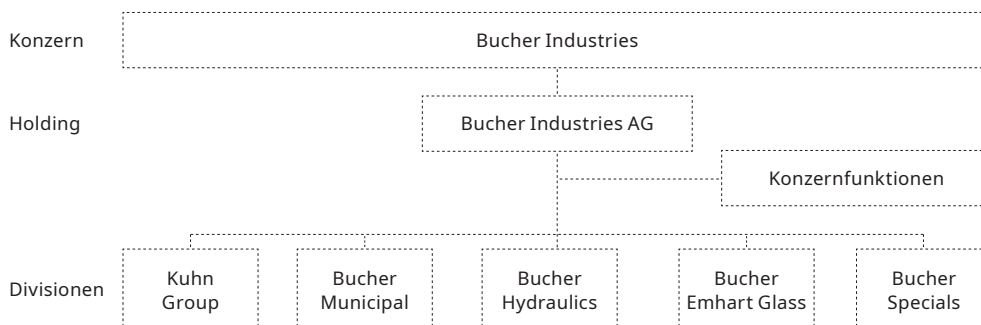 Konzern
Bucher Industries
Holding
Bucher Industries AG
Konzernfunktionen
Divisionen
Kuhn
Group
Bucher
Municipal
Bucher
Hydraulics
Bucher
Emhart Glass
Bucher
Specials